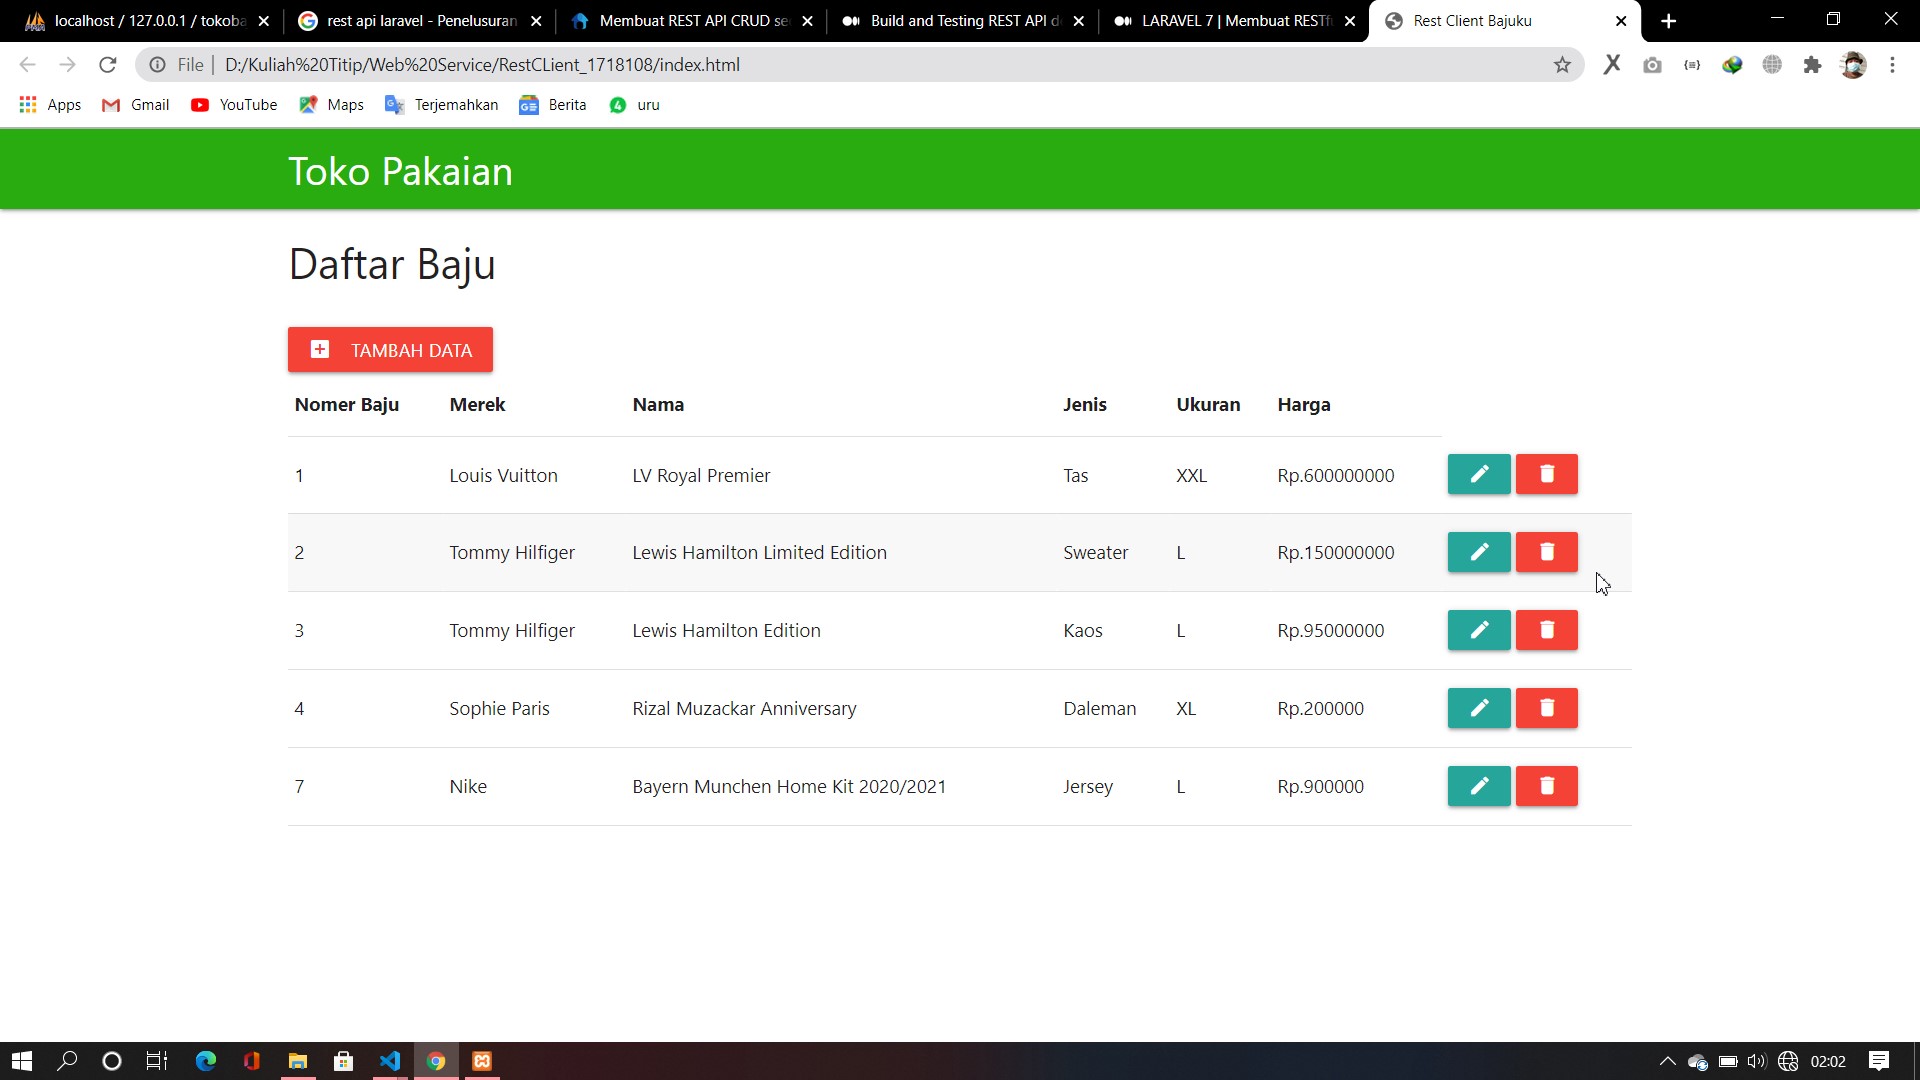 localhost / 127.0.0.1 / tokoba
rest api laravel - Penelusuran
Membuat REST API CRUD se
Build and Testing REST API d
LARAVEL 7 | Membuat RESTf
Rest Client Bajuku
File | D:/Kuliah%20Titip/Web%20Service/RestCLient_1718108/index.html
Apps Gmail YouTube Maps Terjemahkan Berita uru
Toko Pakaian
Daftar Baju
TAMBAH DATA
Nomer Baju Merek Nama Jenis Ukuran Harga
1 Louis Vuitton LV Royal Premier Tas XXL Rp.600000000
2 Tommy Hilfiger Lewis Hamilton Limited Edition Sweater L Rp.150000000
3 Tommy Hilfiger Lewis Hamilton Edition Kaos L Rp.95000000
4 Sophie Paris Rizal Muzackar Anniversary Daleman XL Rp.200000
7 Nike Bayern Munchen Home Kit 2020/2021 Jersey L Rp.900000
02:02